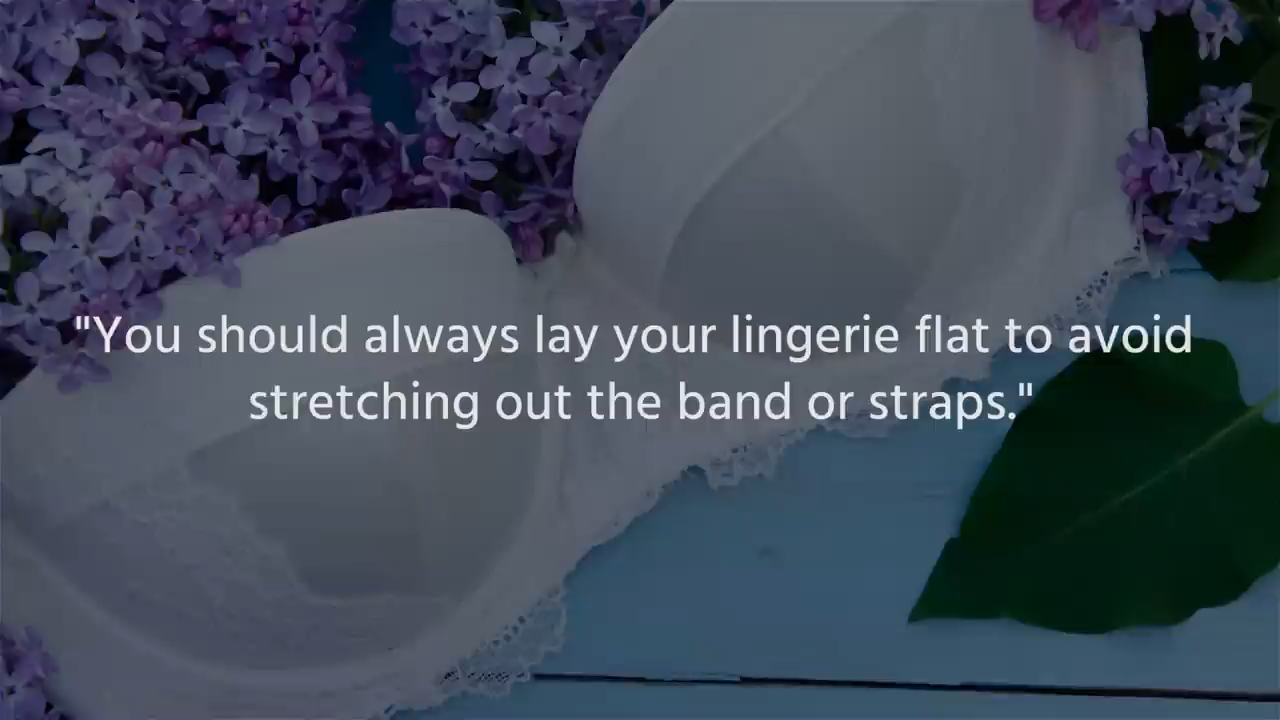 "You should always lay your lingerie flat to avoid
stretching out the band or straps."